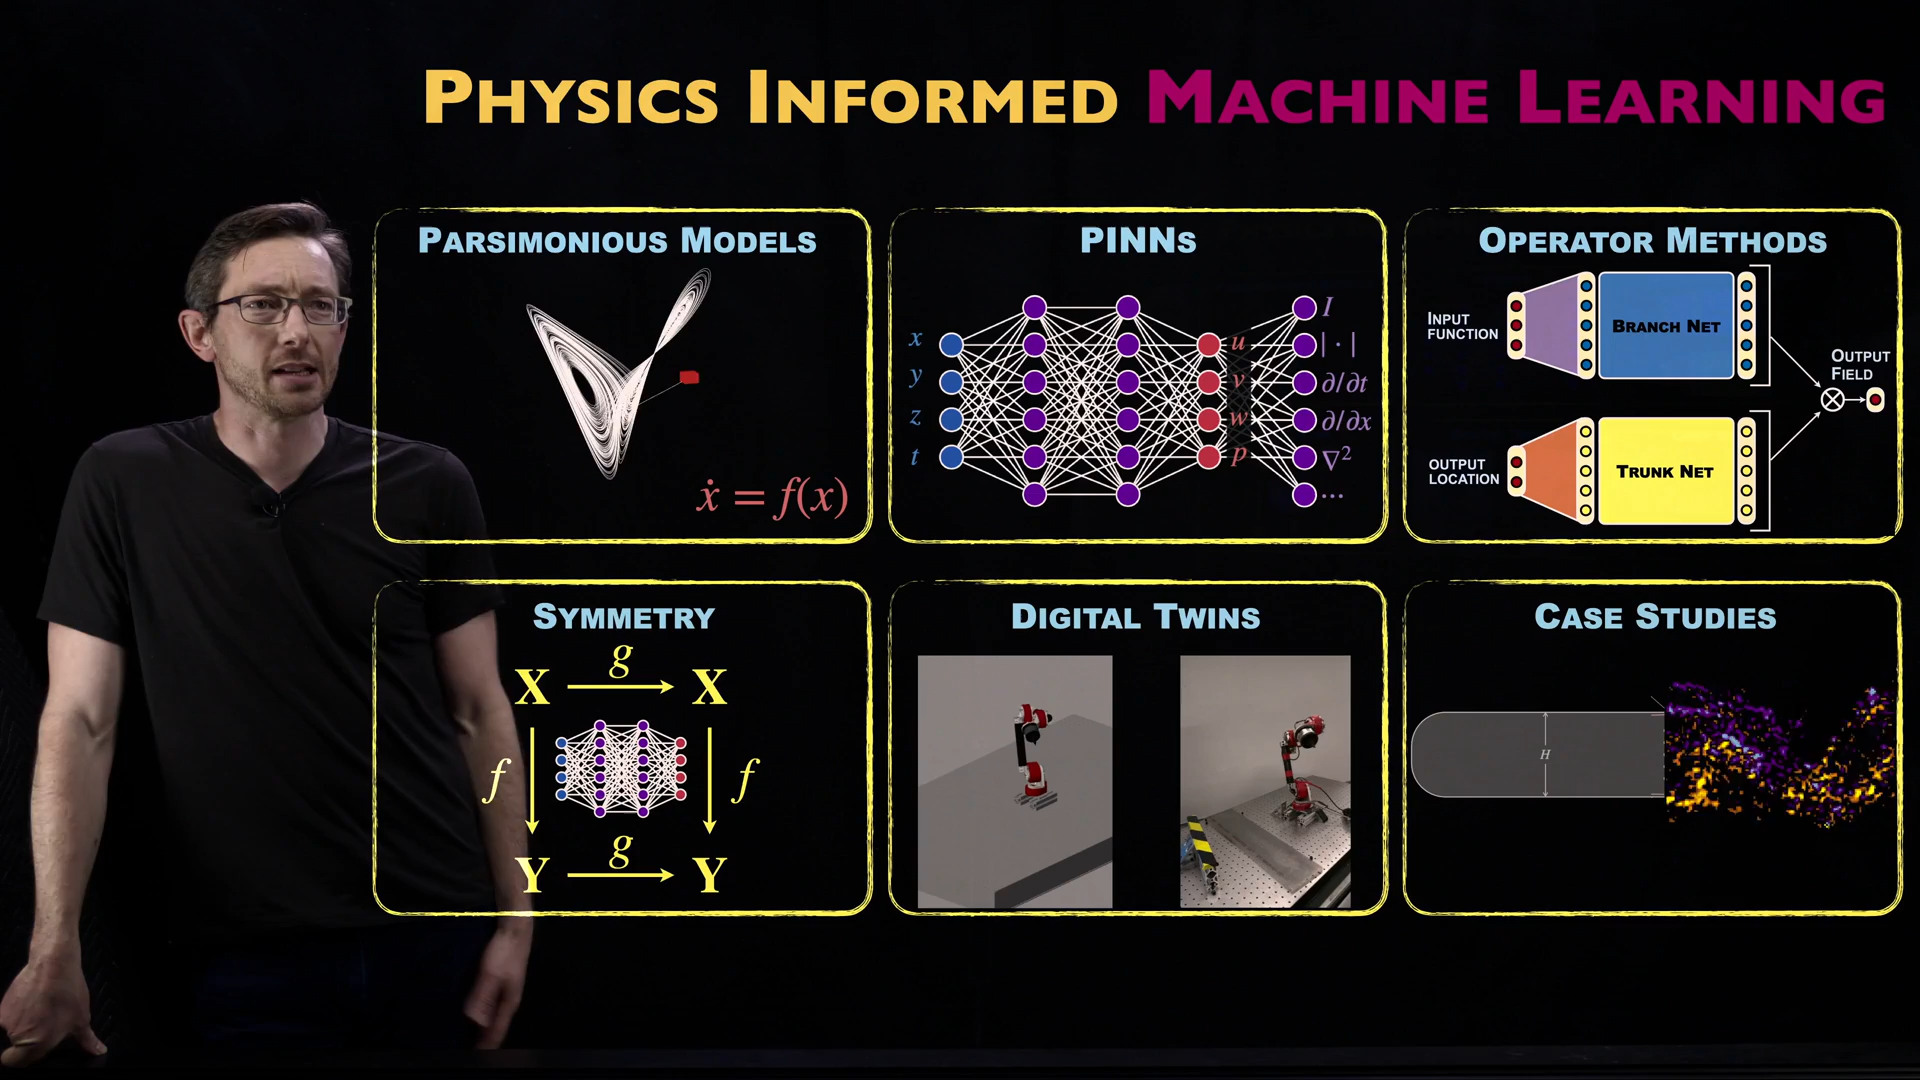 PHYSICS INFORMED MACHINE LEARNING
PARSIMONIOUS MODELS
ẋ = f(x)
PINNS
x
y
z
t
u
v
w
p
I
|·|
∂/∂t
∂/∂x
∇²
...
OPERATOR METHODS
INPUT
FUNCTION
BRANCH NET
OUTPUT
FIELD
OUTPUT
LOCATION
TRUNK NET
SYMMETRY
X g X
f f
Y g Y
DIGITAL TWINS
CASE STUDIES
H